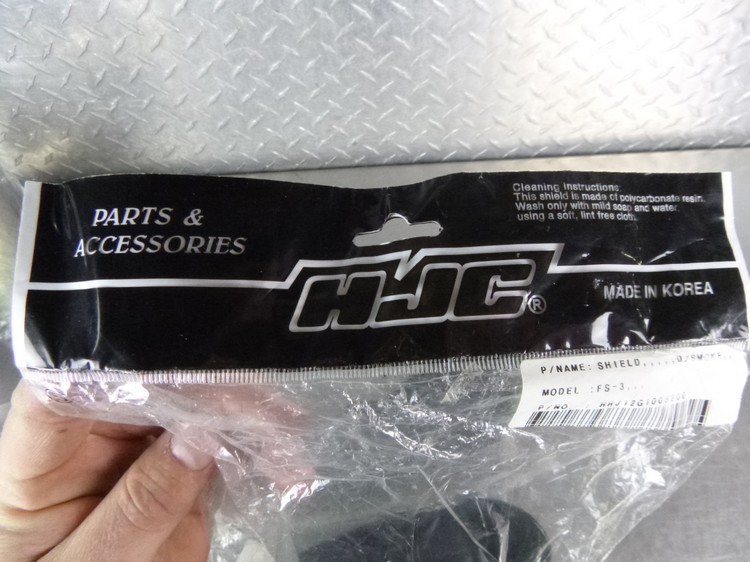 PARTS &
ACCESSORIES
Cleaning Instructions:
This shield is made of polycarbonate resin.
Wash only with mild soap and water
using a soft, lint free cloth.
HJC®
MADE IN KOREA
P/NAME: SHIELD
MODEL :FS-3...
P/NO